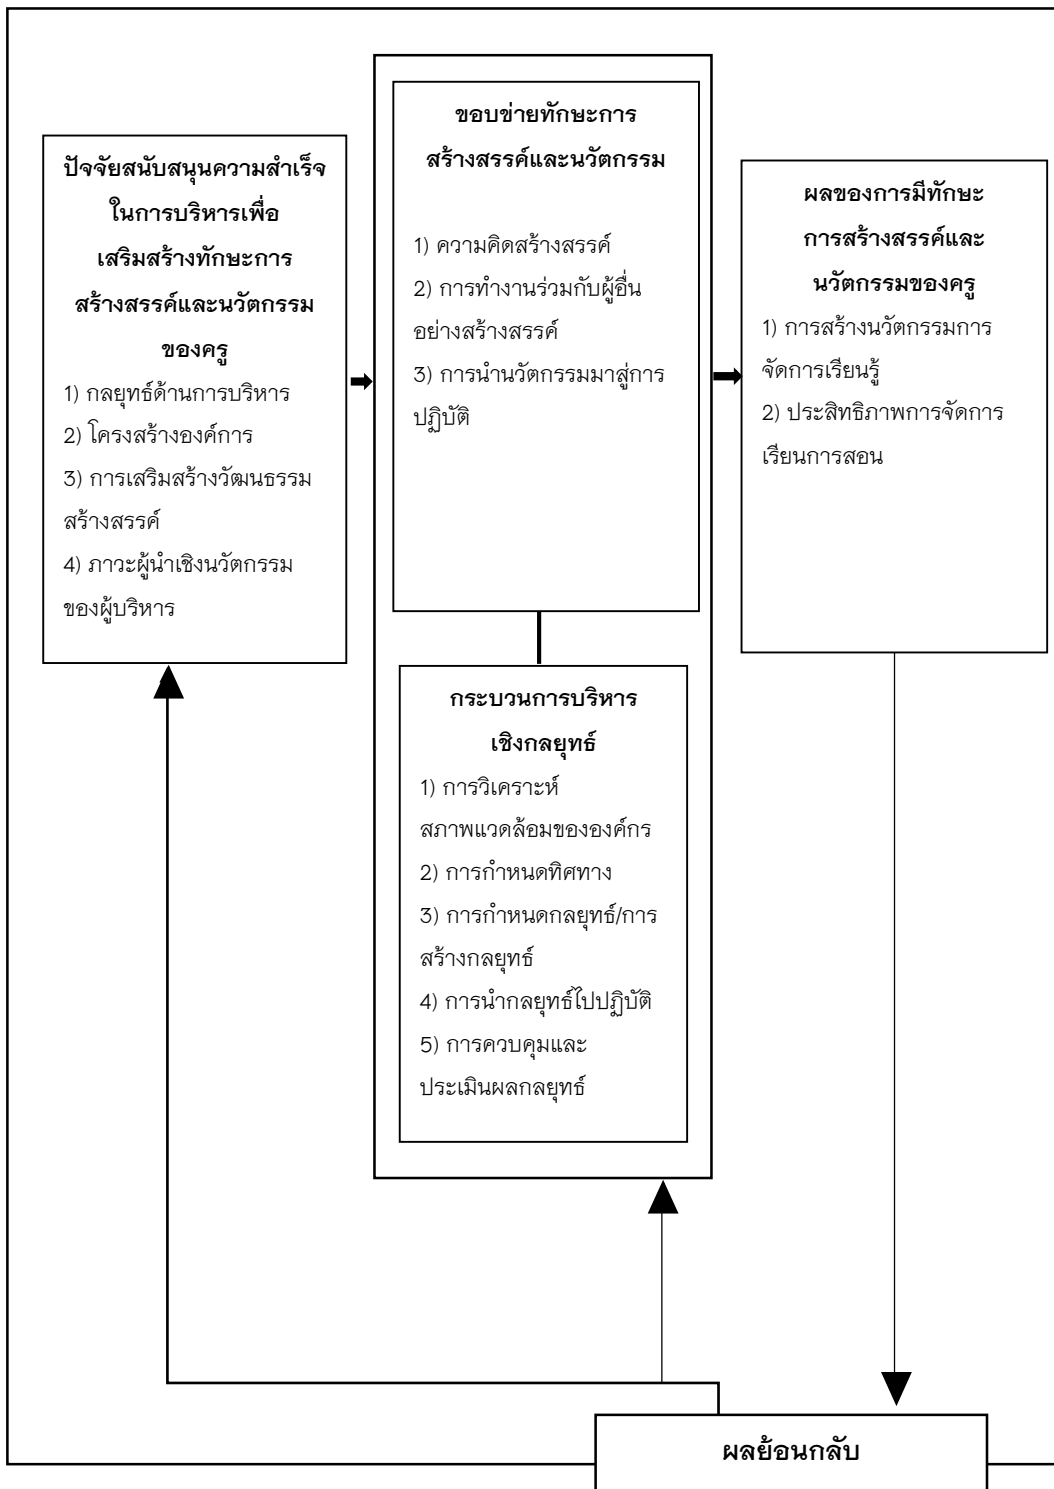 ปัจจัยสนับสนุนความสำเร็จ
ในการบริหารเพื่อ
เสริมสร้างทักษะการ
สร้างสรรค์และนวัตกรรม
ของครู
1) กลยุทธ์ด้านการบริหาร
2) โครงสร้างองค์การ
3) การเสริมสร้างวัฒนธรรม
สร้างสรรค์
4) ภาวะผู้นำเชิงนวัตกรรม
ของผู้บริหาร
ขอบข่ายทักษะการ
สร้างสรรค์และนวัตกรรม
1) ความคิดสร้างสรรค์
2) การทำงานร่วมกับผู้อื่น
อย่างสร้างสรรค์
3) การนำนวัตกรรมมาสู่การ
ปฏิบัติ
กระบวนการบริหาร
เชิงกลยุทธ์
1) การวิเคราะห์
สภาพแวดล้อมขององค์กร
2) การกำหนดทิศทาง
3) การกำหนดกลยุทธ์/การ
สร้างกลยุทธ์
4) การนำกลยุทธ์ไปปฏิบัติ
5) การควบคุมและ
ประเมินผลกลยุทธ์
ผลของการมีทักษะ
การสร้างสรรค์และ
นวัตกรรมของครู
1) การสร้างนวัตกรรมการ
จัดการเรียนรู้
2) ประสิทธิภาพการจัดการ
เรียนการสอน
ผลย้อนกลับ